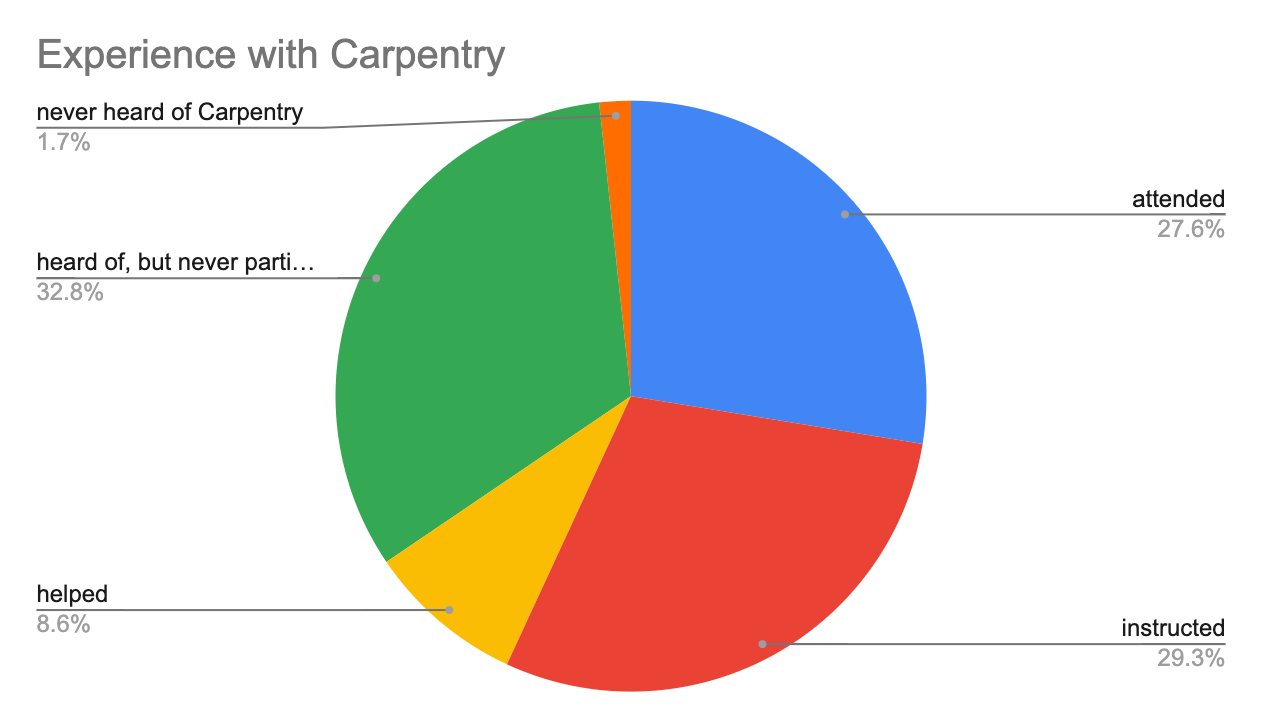 Experience with Carpentry
never heard of Carpentry
1.7%
attended
27.6%
heard of, but never parti…
32.8%
helped
8.6%
instructed
29.3%